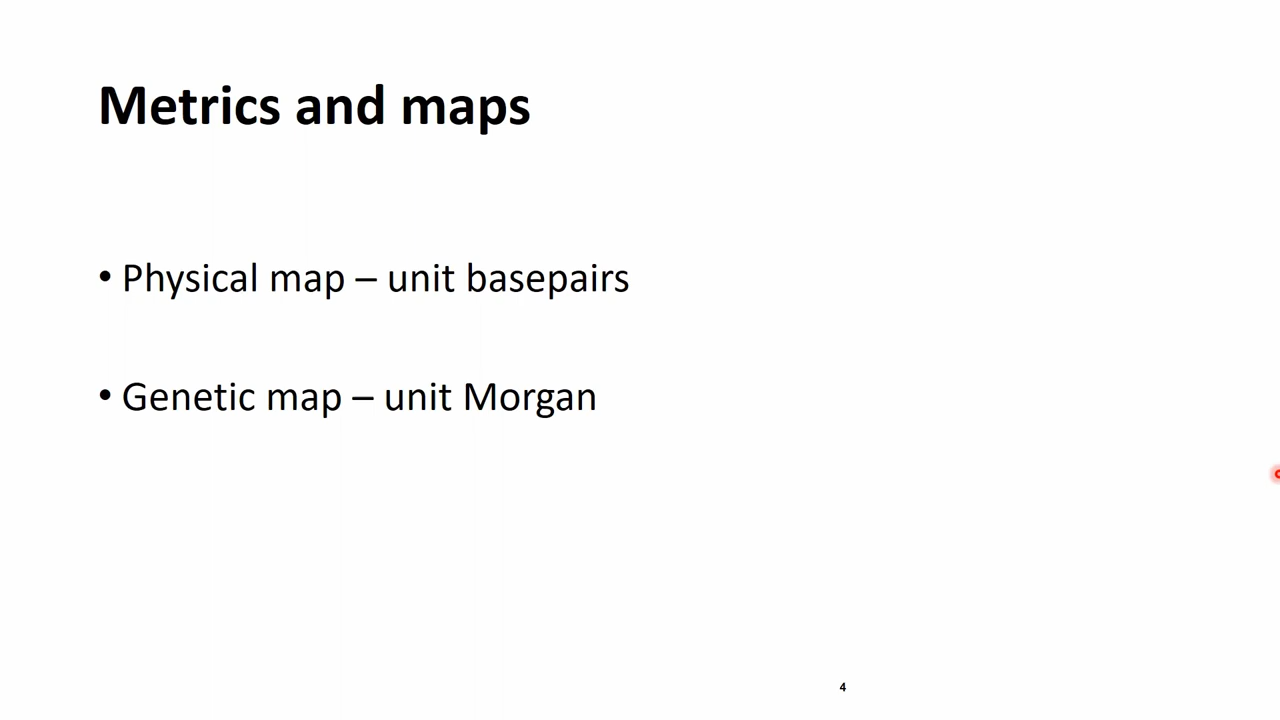 Metrics and maps
• Physical map – unit basepairs
• Genetic map – unit Morgan
4